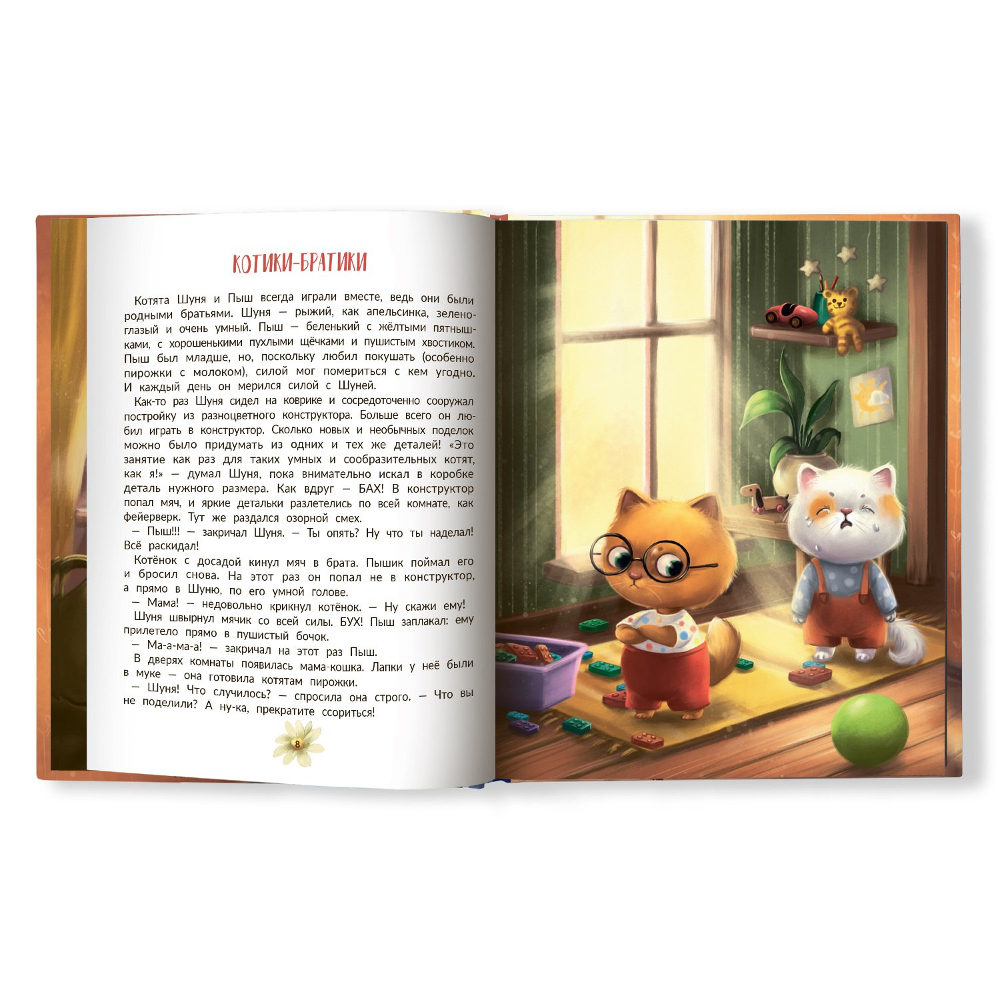 КОТИКИ-БРАТИКИ
Котята Шуня и Пыш всегда играли вместе, ведь они были
родными братьями. Шуня — рыжий, как апельсинка, зелено-
глазый и очень умный. Пыш — беленький с жёлтыми пятныш-
ками, с хорошенькими пухлыми щёчками и пушистым хвостиком.
Пыш был младше, но, поскольку любил покушать (особенно
пирожки с молоком), силой мог помериться с кем угодно.
И каждый день он мерился силой с Шуней.
Как-то раз Шуня сидел на коврике и сосредоточенно сооружал
постройку из разноцветного конструктора. Больше всего он лю-
бил играть в конструктор. Сколько новых и необычных поделок
можно было придумать из одних и тех же деталей! «Это
занятие как раз для таких умных и сообразительных котят,
как я!» — думал Шуня, пока внимательно искал в коробке
деталь нужного размера. Как вдруг — БАХ! В конструктор
попал мяч, и яркие детальки разлетелись по всей комнате, как
фейерверк. Тут же раздался озорной смех.
— Пыш!!! — закричал Шуня. — Ты опять? Ну что ты наделал!
Всё раскидал!
Котёнок с досадой кинул мяч в брата. Пышик поймал его
и бросил снова. На этот раз он попал не в конструктор,
а прямо в Шуню, по его умной голове.
— Мама! — недовольно крикнул котёнок. — Ну скажи ему!
Шуня швырнул мячик со всей силы. БУХ! Пыш заплакал: ему
прилетело прямо в пушистый бочок.
— Ма-а-ма-а! — закричал на этот раз Пыш.
В дверях комнаты появилась мама-кошка. Лапки у неё были
в муке — она готовила котятам пирожки.
— Шуня! Что случилось? — спросила она строго. — Что вы
не поделили? А ну-ка, прекратите ссориться!
8